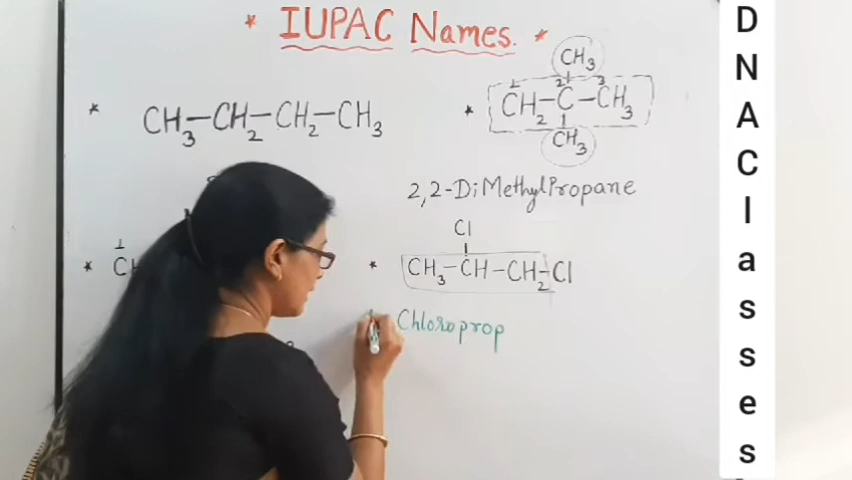 * IUPAC Names. *
* CH3-CH2-CH2-CH3
CH3
1 2 3
* CH2-C-CH3
CH3
2,2-DiMethylPropane
Cl
1
* C
* CH3-CH-CH2-Cl
Chloroprop
DNAClasses